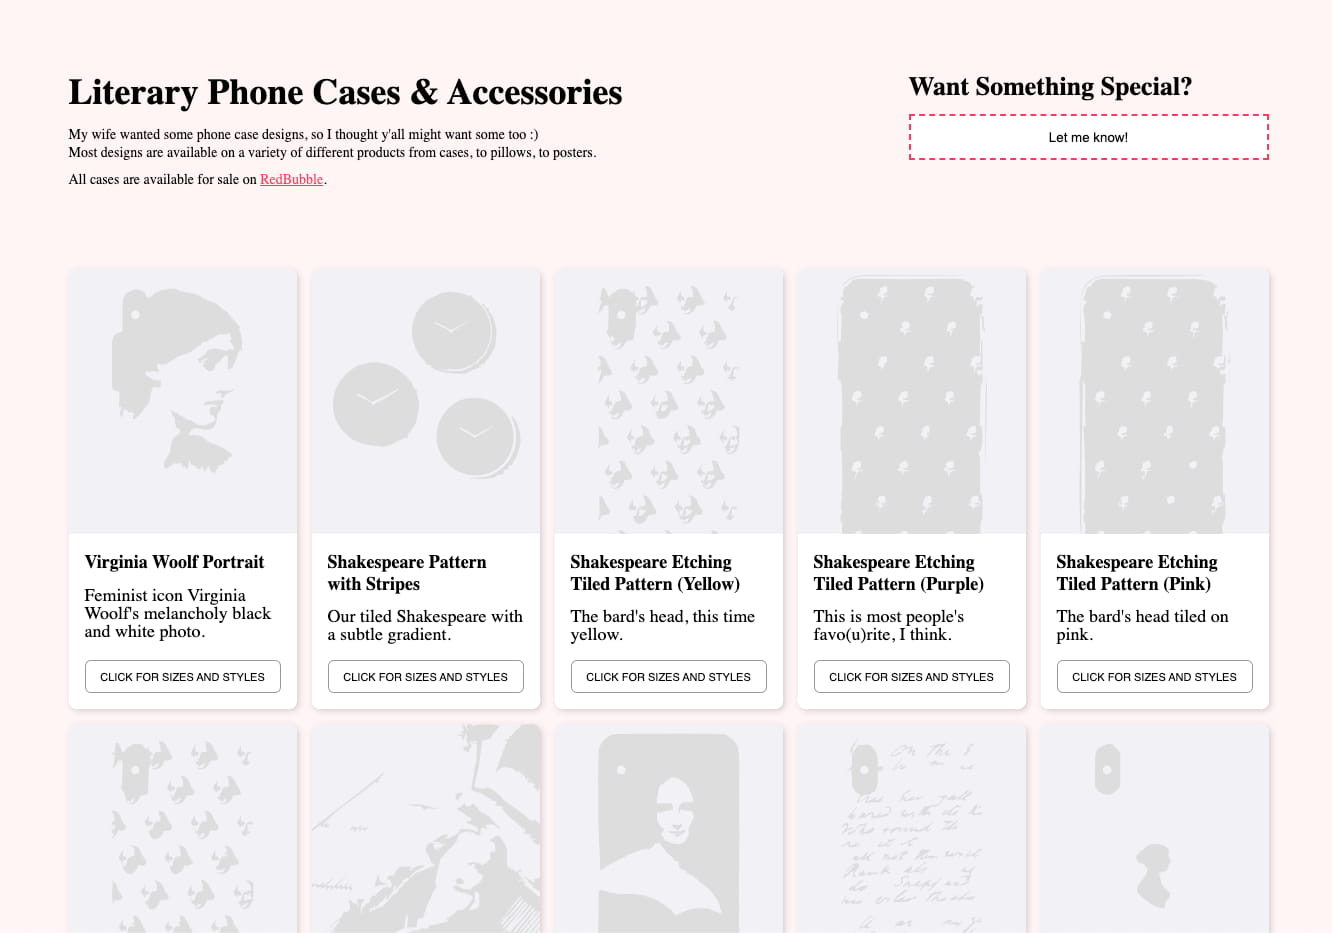 Literary Phone Cases & Accessories
My wife wanted some phone case designs, so I thought y'all might want some too :)
Most designs are available on a variety of different products from cases, to pillows, to posters.
All cases are available for sale on RedBubble.
Want Something Special?
Let me know!
Virginia Woolf Portrait
Feminist icon Virginia
Woolf's melancholy black
and white photo.
CLICK FOR SIZES AND STYLES
Shakespeare Pattern
with Stripes
Our tiled Shakespeare with
a subtle gradient.
CLICK FOR SIZES AND STYLES
Shakespeare Etching
Tiled Pattern (Yellow)
The bard's head, this time
yellow.
CLICK FOR SIZES AND STYLES
Shakespeare Etching
Tiled Pattern (Purple)
This is most people's
favo(u)rite, I think.
CLICK FOR SIZES AND STYLES
Shakespeare Etching
Tiled Pattern (Pink)
The bard's head tiled on
pink.
CLICK FOR SIZES AND STYLES